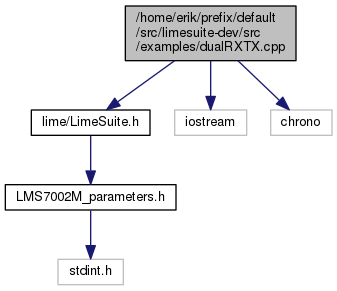 /home/erik/prefix/default
/src/limesuite-dev/src
/examples/dualRXTX.cpp
lime/LimeSuite.h
iostream
chrono
LMS7002M_parameters.h
stdint.h